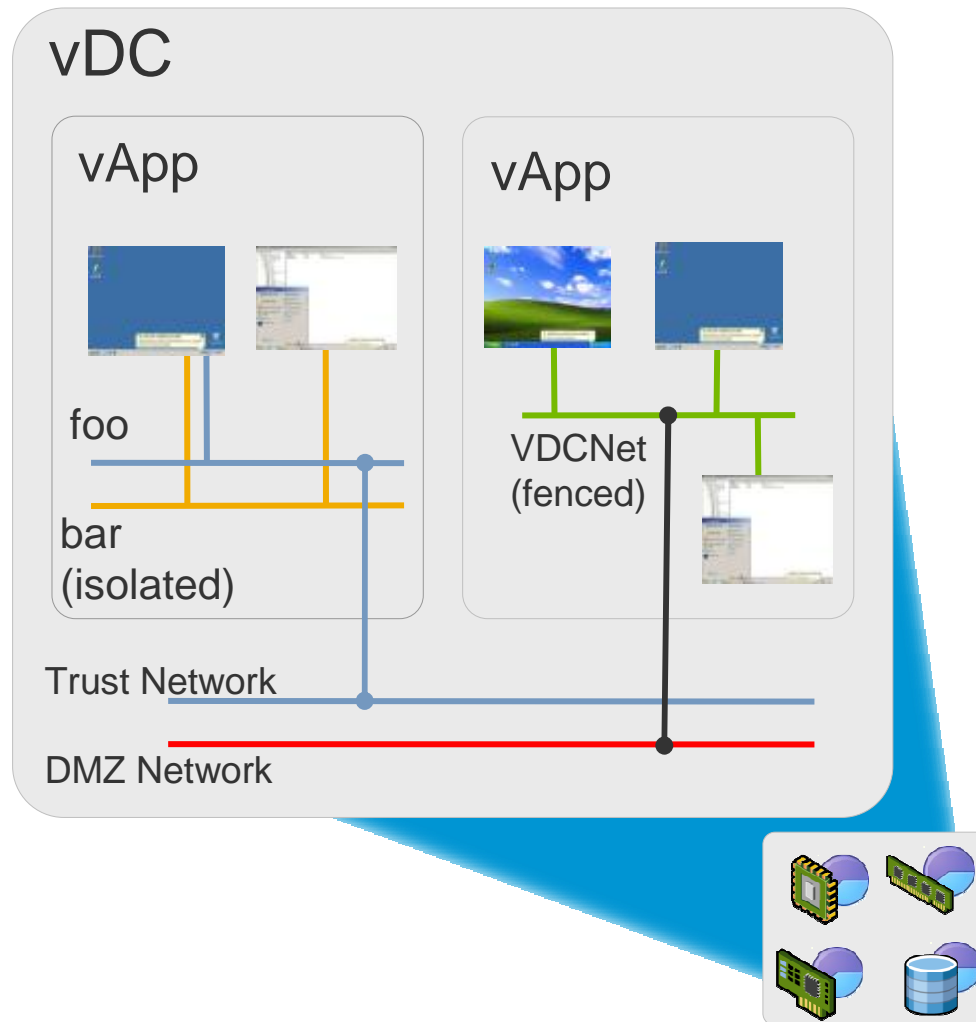 vDC
vApp
vApp
foo
bar
(isolated)
VDCNet
(fenced)
Trust Network
DMZ Network